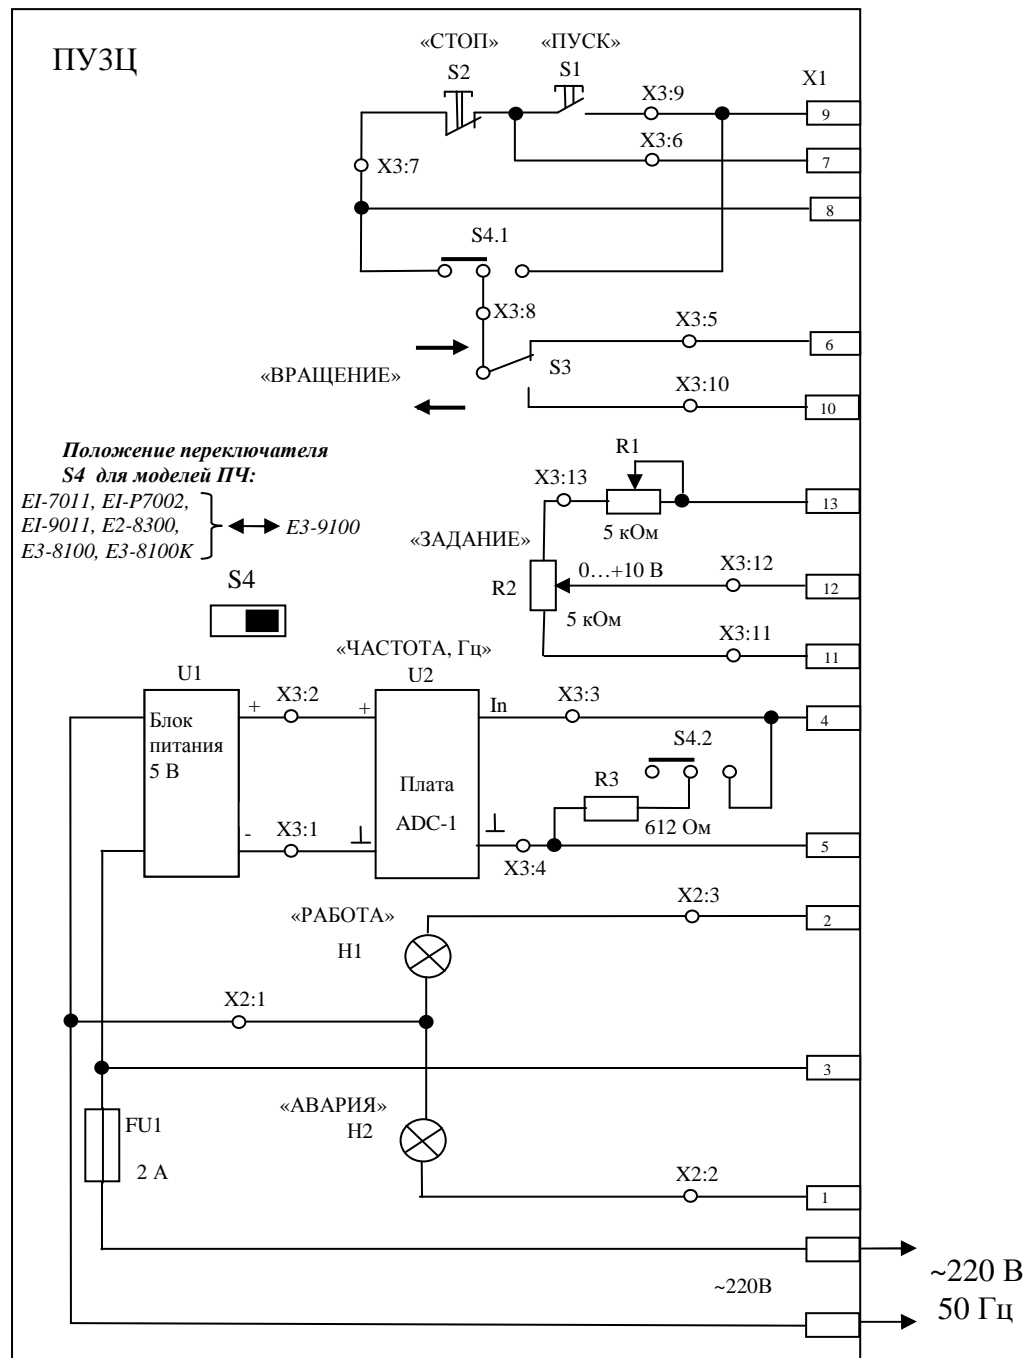 ПУЗЦ
«СТОП» «ПУСК»
S2 S1
X1
X3:9
9
X3:6
7
X3:7
8
S4.1
X3:8
X3:5
6
S3
«ВРАЩЕНИЕ»
X3:10
10
Положение переключателя
S4 для моделей ПЧ:
EI-7011, EI-P7002,
EI-9011, E2-8300,
E3-8100, E3-8100K
E3-9100
R1
X3:13
13
5 кОм
«ЗАДАНИЕ»
0…+10 В
X3:12
12
R2
5 кОм
X3:11
11
S4
«ЧАСТОТА, Гц»
U1
U2
+ X3:2 +
In X3:3
4
Блок
питания
5 В
S4.2
R3
Плата
ADC-1
612 Ом
- X3:1
X3:4
5
«РАБОТА»
H1
X2:3
2
X2:1
3
«АВАРИЯ»
H2
FU1
2 А
X2:2
1
~220В
~220 В
50 Гц